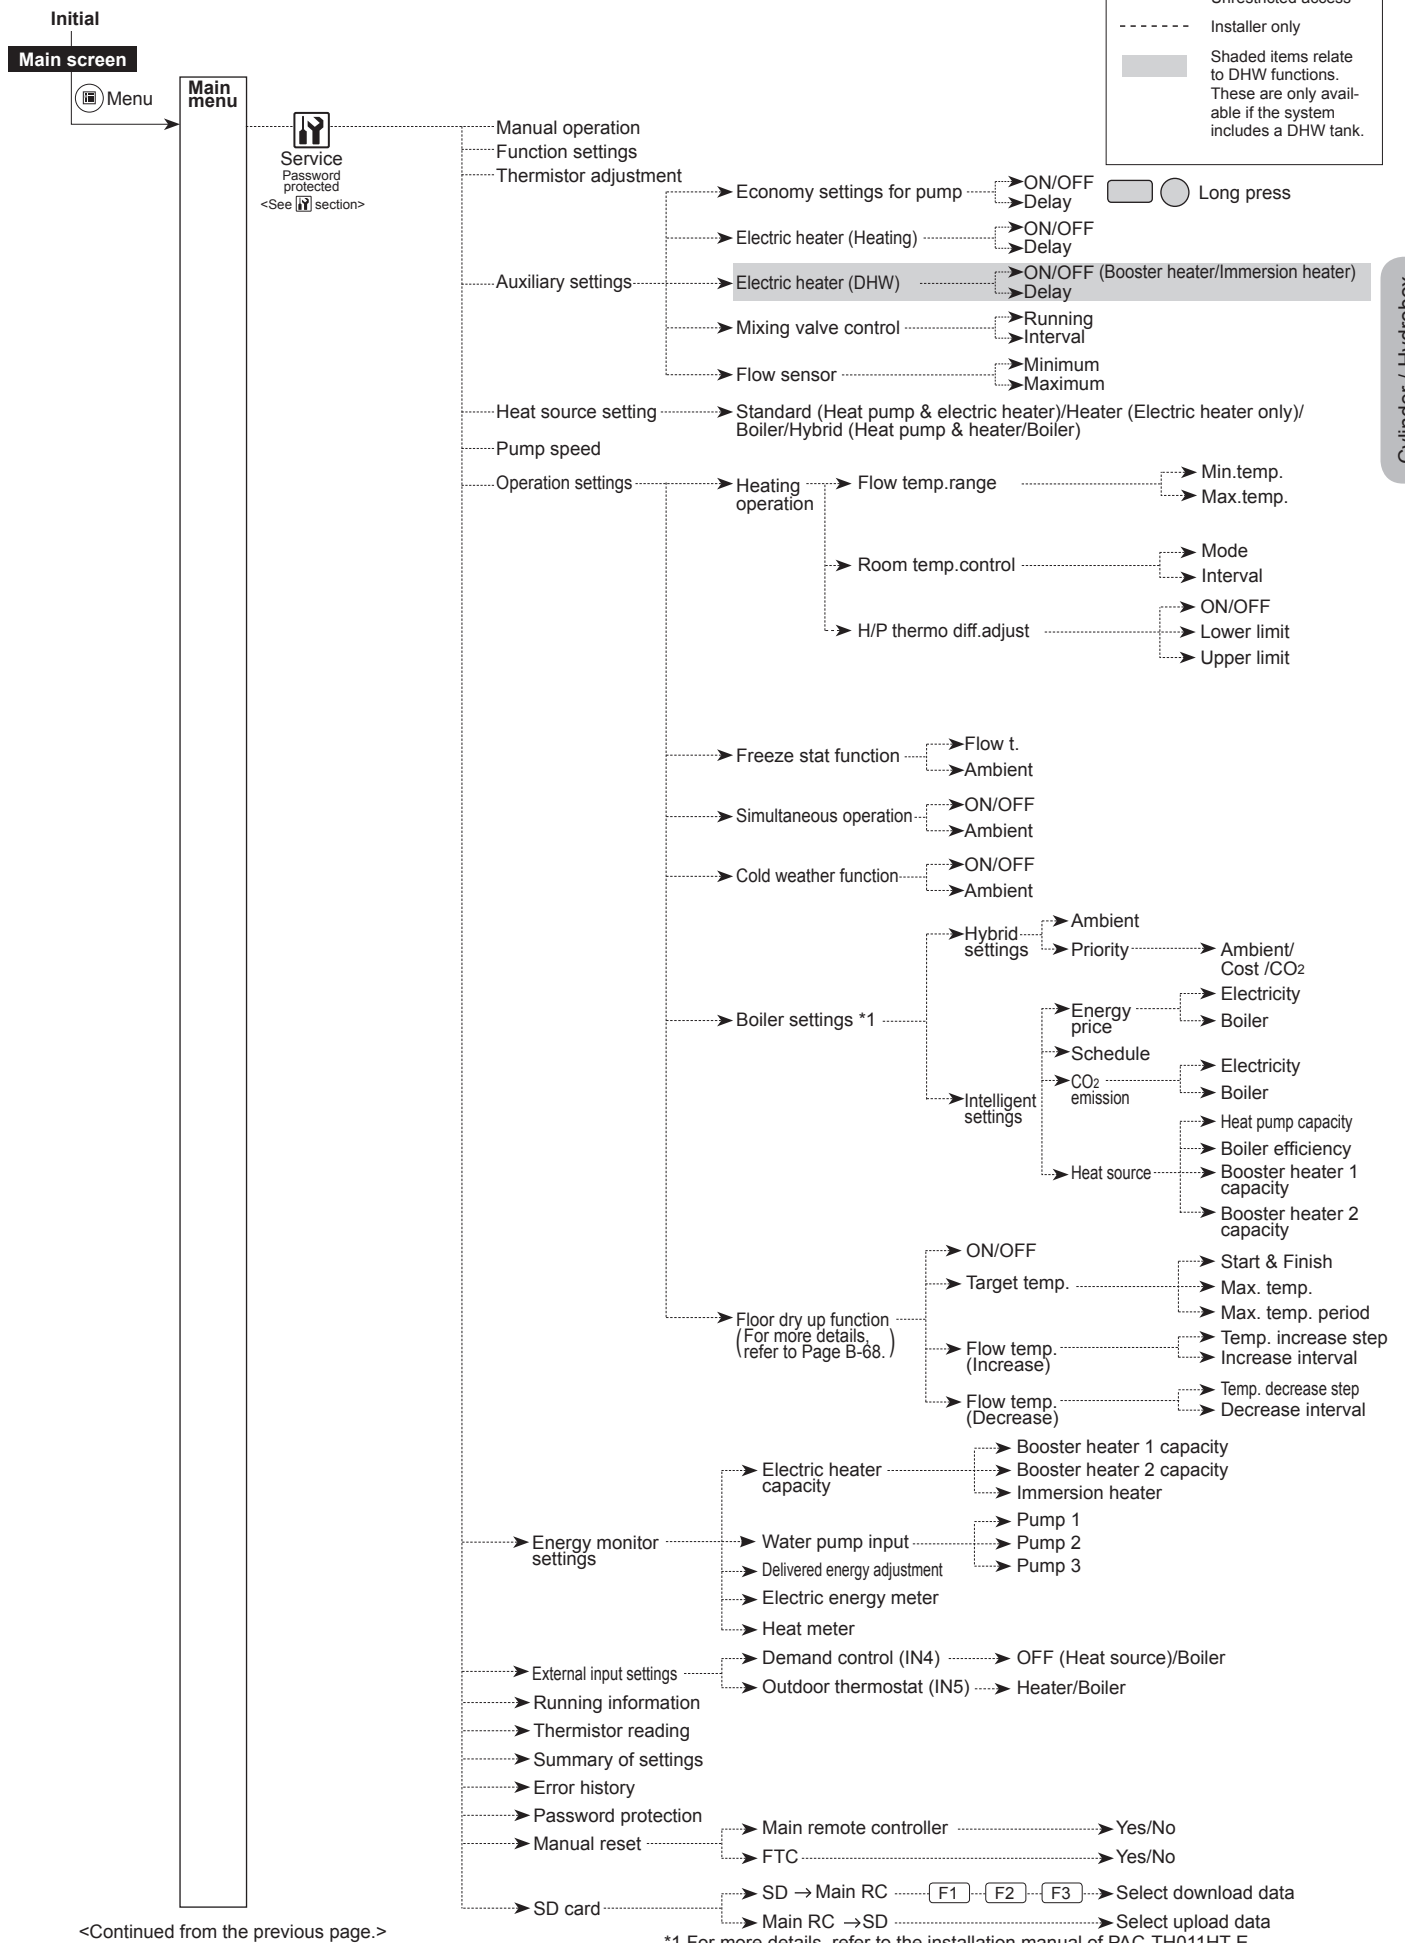 Initial
Main screen
Menu
Main
menu
Service
Password
protected
<See section>
Installer only
Shaded items relate
to DHW functions.
These are only avail-
able if the system
includes a DHW tank.
Long press
Manual operation
Function settings
Thermistor adjustment
Auxiliary settings
Economy settings for pump
ON/OFF
Delay
Electric heater (Heating)
ON/OFF
Delay
Electric heater (DHW)
ON/OFF (Booster heater/Immersion heater)
Delay
Mixing valve control
Running
Interval
Flow sensor
Minimum
Maximum
Heat source setting
Standard (Heat pump & electric heater)/Heater (Electric heater only)/
Boiler/Hybrid (Heat pump & heater/Boiler)
Pump speed
Operation settings
Heating
operation
Flow temp.range
Min.temp.
Max.temp.
Room temp.control
Mode
Interval
H/P thermo diff.adjust
ON/OFF
Lower limit
Upper limit
Freeze stat function
Flow t.
Ambient
Simultaneous operation
ON/OFF
Ambient
Cold weather function
ON/OFF
Ambient
Boiler settings *1
Hybrid
settings
Ambient
Priority
Ambient/
Cost /CO2
Intelligent
settings
Energy
price
Electricity
Boiler
Schedule
CO2
emission
Electricity
Boiler
Heat source
Heat pump capacity
Boiler efficiency
Booster heater 1
capacity
Booster heater 2
capacity
Floor dry up function
(For more details,
refer to Page B-68.)
ON/OFF
Target temp.
Start & Finish
Max. temp.
Max. temp. period
Flow temp.
(Increase)
Temp. increase step
Increase interval
Flow temp.
(Decrease)
Temp. decrease step
Decrease interval
Energy monitor
settings
Electric heater
capacity
Booster heater 1 capacity
Booster heater 2 capacity
Immersion heater
Water pump input
Pump 1
Pump 2
Pump 3
Delivered energy adjustment
Electric energy meter
Heat meter
External input settings
Demand control (IN4)
OFF (Heat source)/Boiler
Outdoor thermostat (IN5)
Heater/Boiler
Running information
Thermistor reading
Summary of settings
Error history
Password protection
Manual reset
Main remote controller
Yes/No
FTC
Yes/No
SD card
SD → Main RC
F1
F2
F3
Select download data
Main RC → SD
Select upload data
<Continued from the previous page.>
*1 For more details, refer to the installation manual of PAC-TH011HT-E